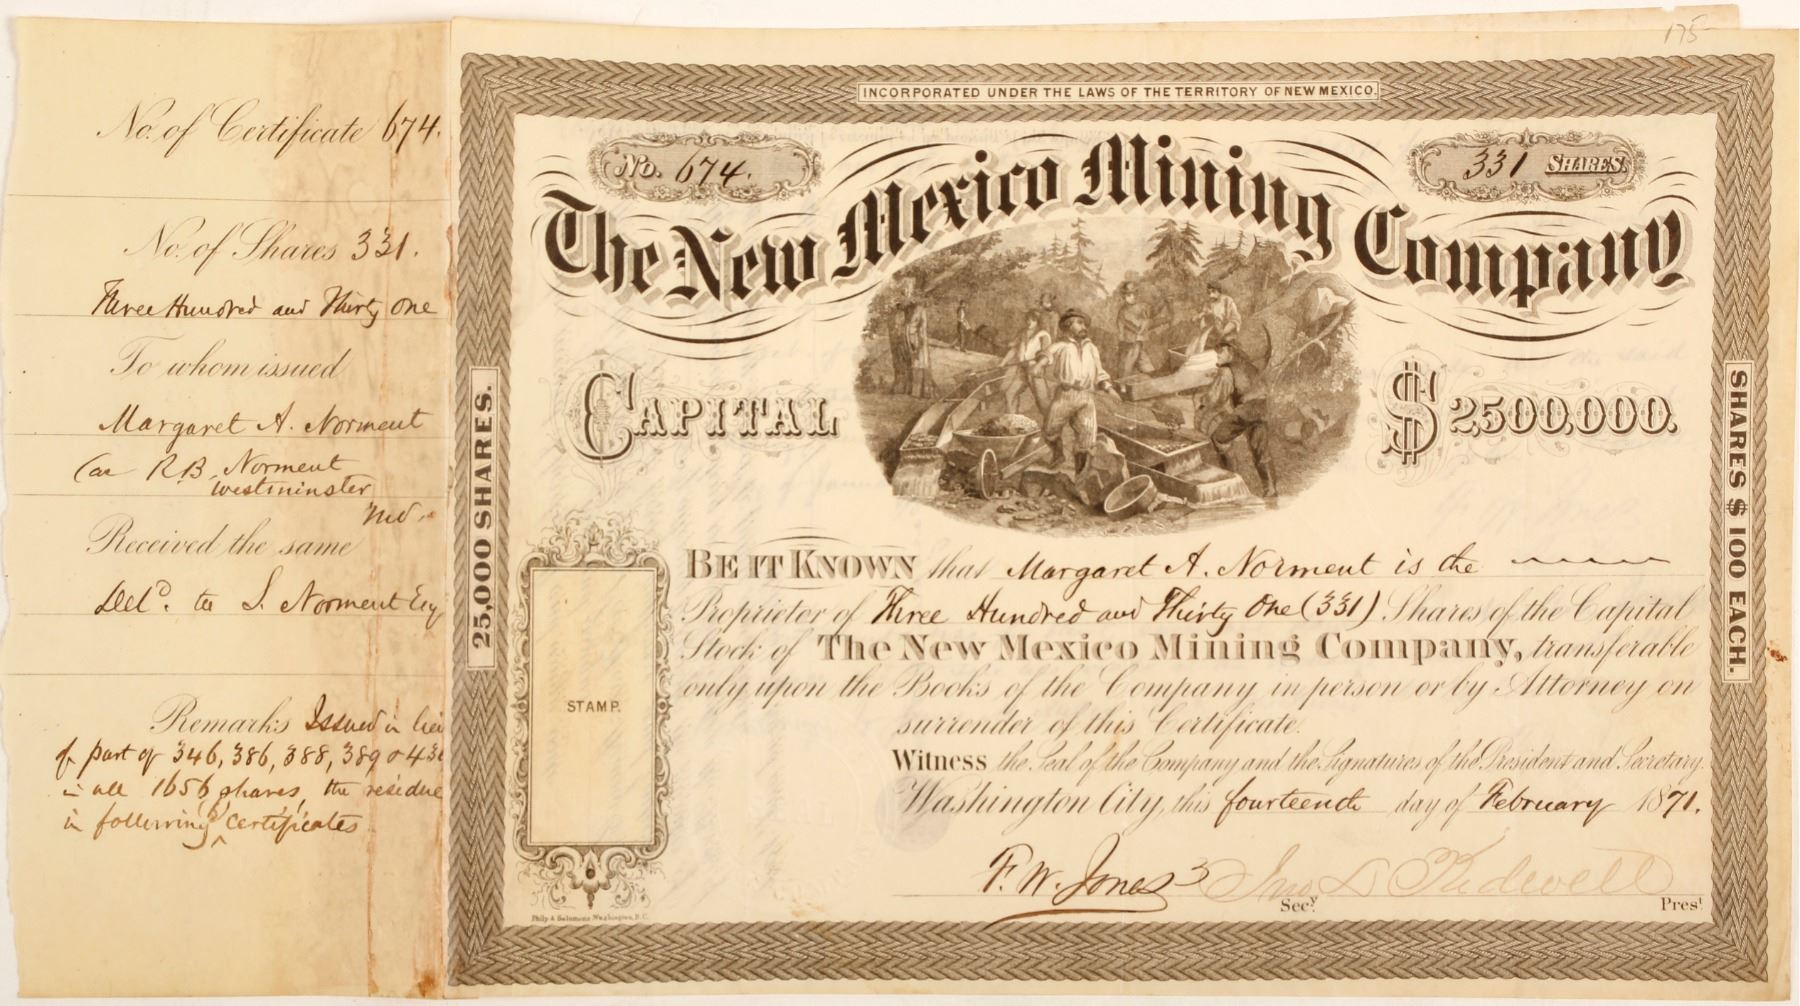 175-
No. of Certificate 674.
No. of Shares 331.
Three Hundred and Thirty One
To whom issued
Margaret A. Norment
Car R.B. Norment
Westminster
Md.
Received the same
Del'd. to S. Norment Esq
Remarks Issued in lieu
of part of 346, 386, 388, 389 & 430
in all 1656 shares, the residue
in following certificates
INCORPORATED UNDER THE LAWS OF THE TERRITORY OF NEW MEXICO.
No. 674.
331 SHARES.
The New Mexico Mining Company
CAPITAL $2,500,000.
25,000 SHARES.
SHARES $100 EACH.
BE IT KNOWN that Margaret A. Norment is the
Proprietor of Three Hundred and Thirty One (331) Shares of the Capital
Stock of The New Mexico Mining Company, transferable
only upon the Books of the Company in person or by Attorney on
surrender of this Certificate.
Witness the Seal of the Company and the Signatures of the President and Secretary.
Washington City, this fourteenth day of February 1871.
STAMP.
F. W. Jones Jno L Kidwell
Secy. Prest.
Philp & Solomons Washington, D.C.